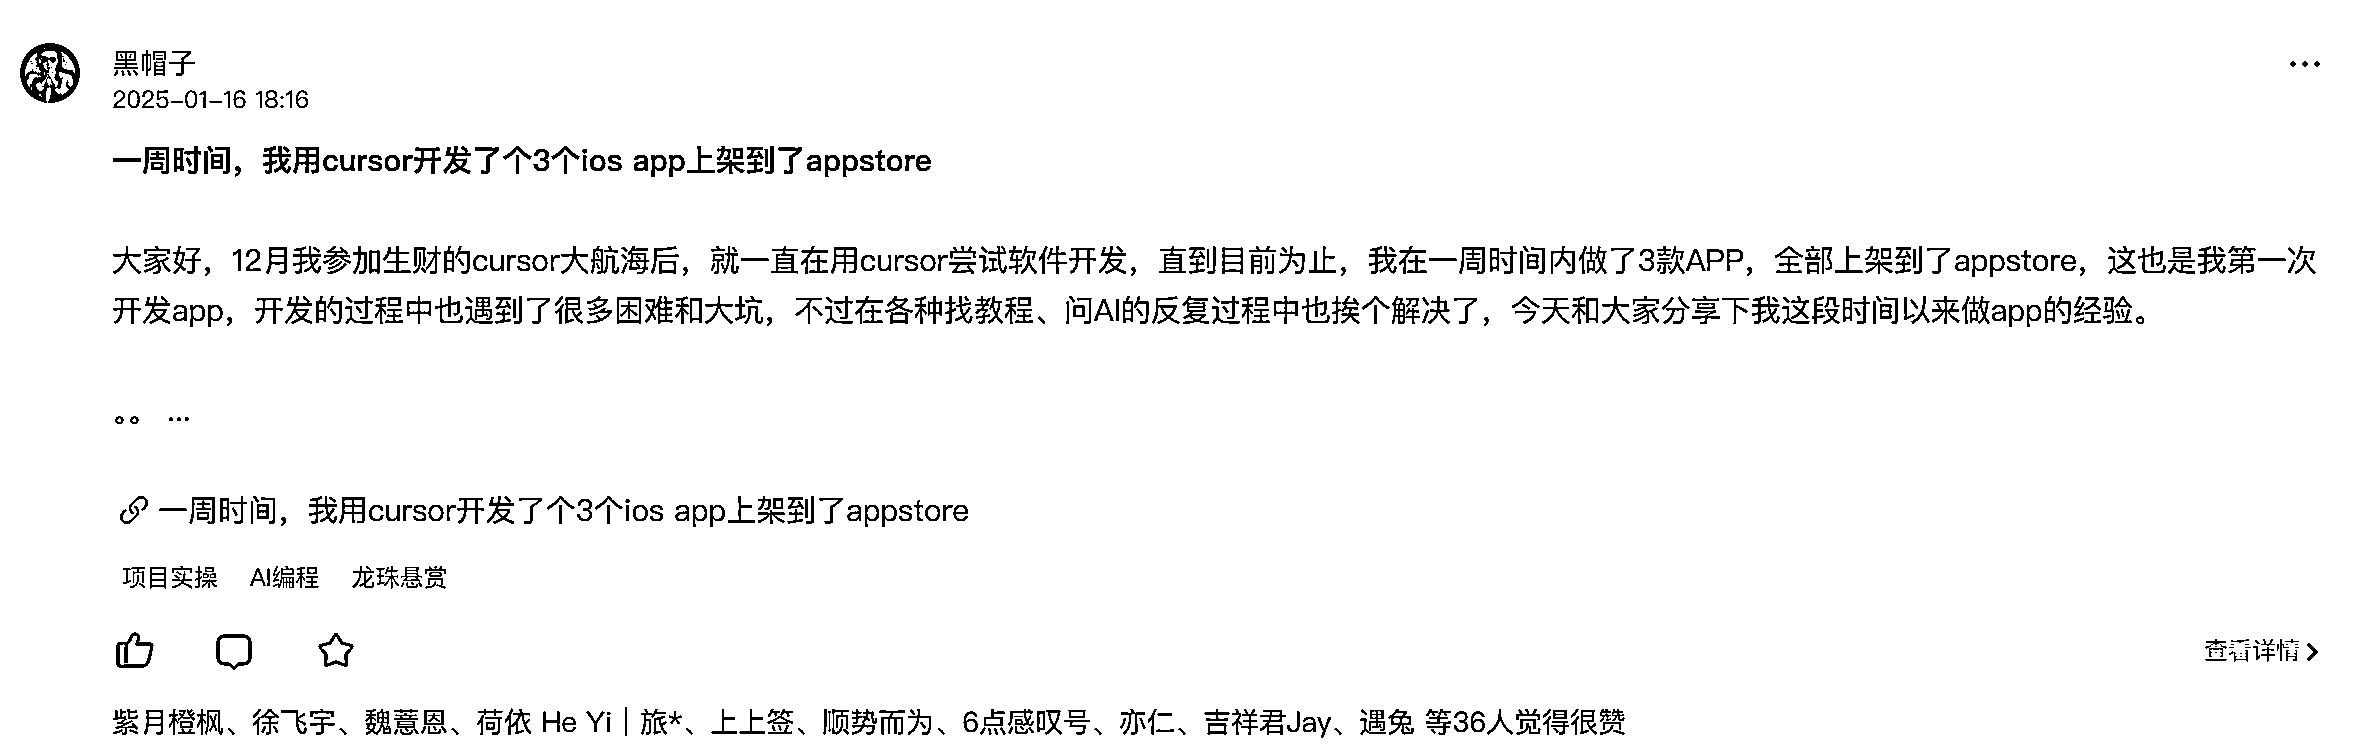 黑帽子
2025-01-16 18:16
一周时间，我用cursor开发了个3个ios app上架到了appstore
大家好，12月我参加生财的cursor大航海后，就一直在用cursor尝试软件开发，直到目前为止，我在一周时间内做了3款APP，全部上架到了appstore，这也是我第一次
开发app，开发的过程中也遇到了很多困难和大坑，不过在各种找教程、问AI的反复过程中也挨个解决了，今天和大家分享下我这段时间以来做app的经验。
。。 ...
一周时间，我用cursor开发了个3个ios app上架到了appstore
项目实操 AI编程 龙珠悬赏
查看详情
紫月橙枫、徐飞宇、魏薏恩、荷依 He Yi｜旅*、上上签、顺势而为、6点感叹号、亦仁、吉祥君Jay、遇兔 等36人觉得很赞